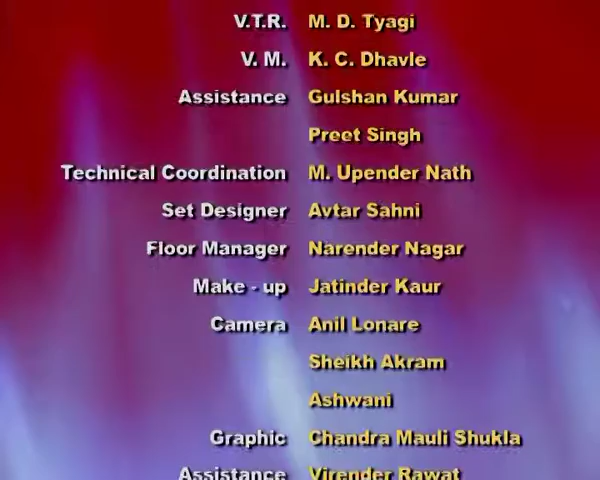 V.T.R. M. D. Tyagi
V. M. K. C. Dhavle
Assistance Gulshan Kumar
Preet Singh
Technical Coordination M. Upender Nath
Set Designer Avtar Sahni
Floor Manager Narender Nagar
Make - up Jatinder Kaur
Camera Anil Lonare
Sheikh Akram
Ashwani
Graphic Chandra Mauli Shukla
Assistance Virender Rawat